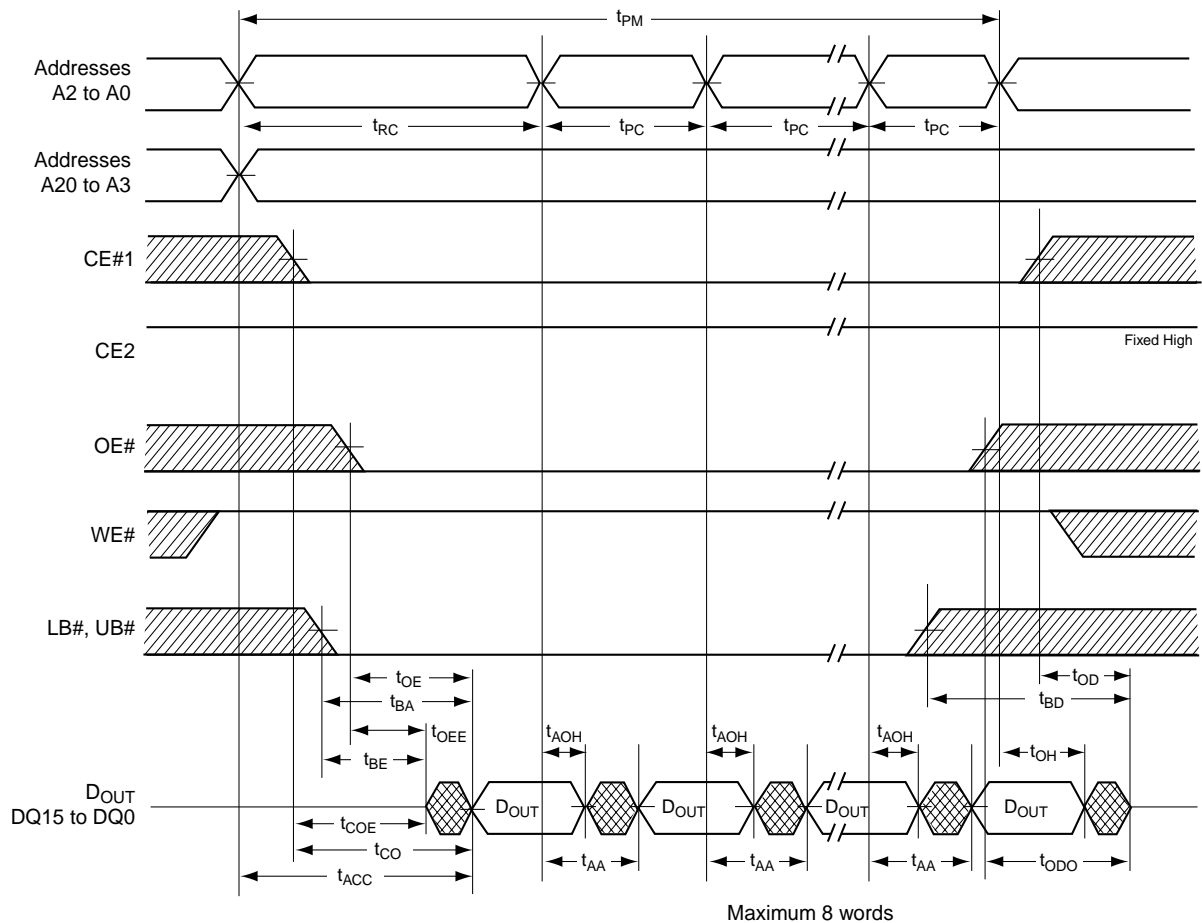 tPM
Addresses
A2 to A0
tRC
tPC
tPC
tPC
Addresses
A20 to A3
CE#1
CE2
Fixed High
OE#
WE#
LB#, UB#
tOE
tOD
tBA
tBD
tOEE
tAOH
tAOH
tAOH
tBE
tOH
DOUT
DQ15 to DQ0
DOUT
DOUT
DOUT
DOUT
tCOE
tCO
tAA
tAA
tAA
tODO
tACC
Maximum 8 words